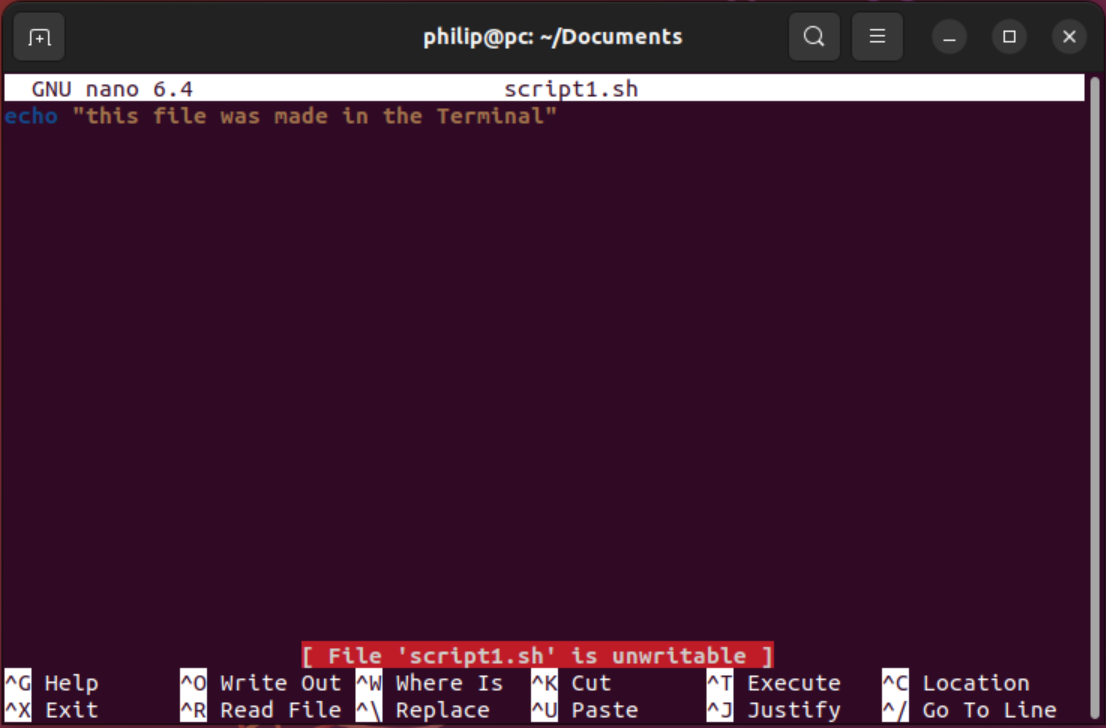 philip@pc: ~/Documents
GNU nano 6.4 script1.sh
echo "this file was made in the Terminal"
[ File 'script1.sh' is unwritable ]
^G Help ^O Write Out ^W Where Is ^K Cut ^T Execute ^C Location
^X Exit ^R Read File ^\ Replace ^U Paste ^J Justify ^/ Go To Line